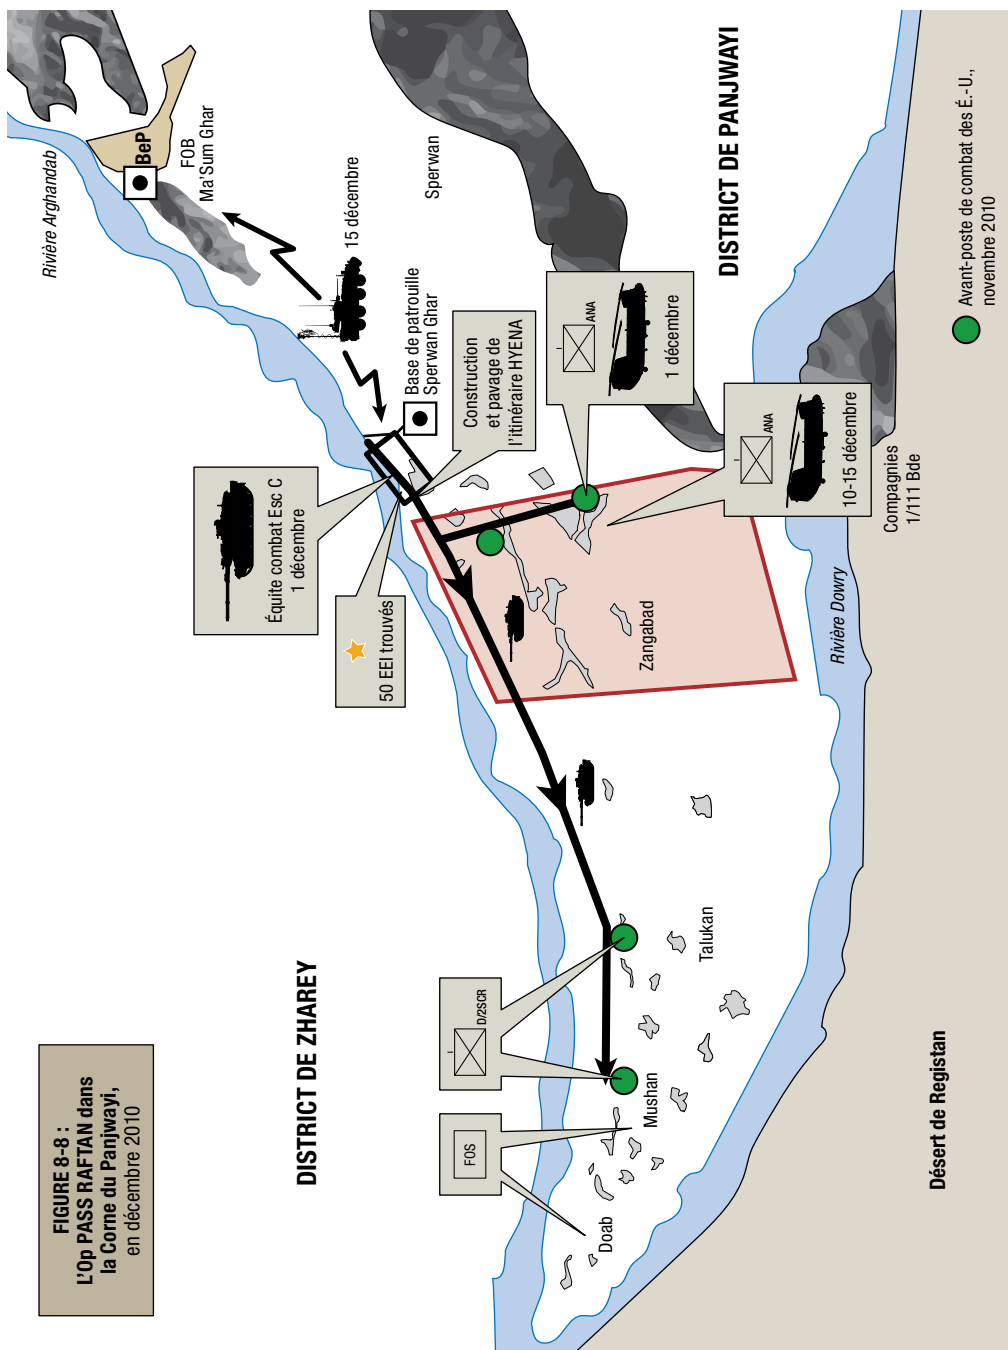 FIGURE 8-8 :
L'Op PASS RAFTAN dans
la Corne du Panjwayi,
en décembre 2010
DISTRICT DE ZHAREY
Rivière Arghandab
BeP
FOB
Ma'Sum Ghar
15 décembre
Sperwan
Base de patrouille
Sperwan Ghar
Équite combat Esc C
1 décembre
50 EEI trouvés
Construction
et pavage de
l'itinéraire HYENA
I
ANA
1 décembre
DISTRICT DE PANJWAYI
I
ANA
10-15 décembre
Compagnies
1/111 Bde
Zangabad
Rivière Dowry
I
D/2SCR
FOS
Talukan
Mushan
Doab
Désert de Registan
Avant-poste de combat des É.-U.,
novembre 2010